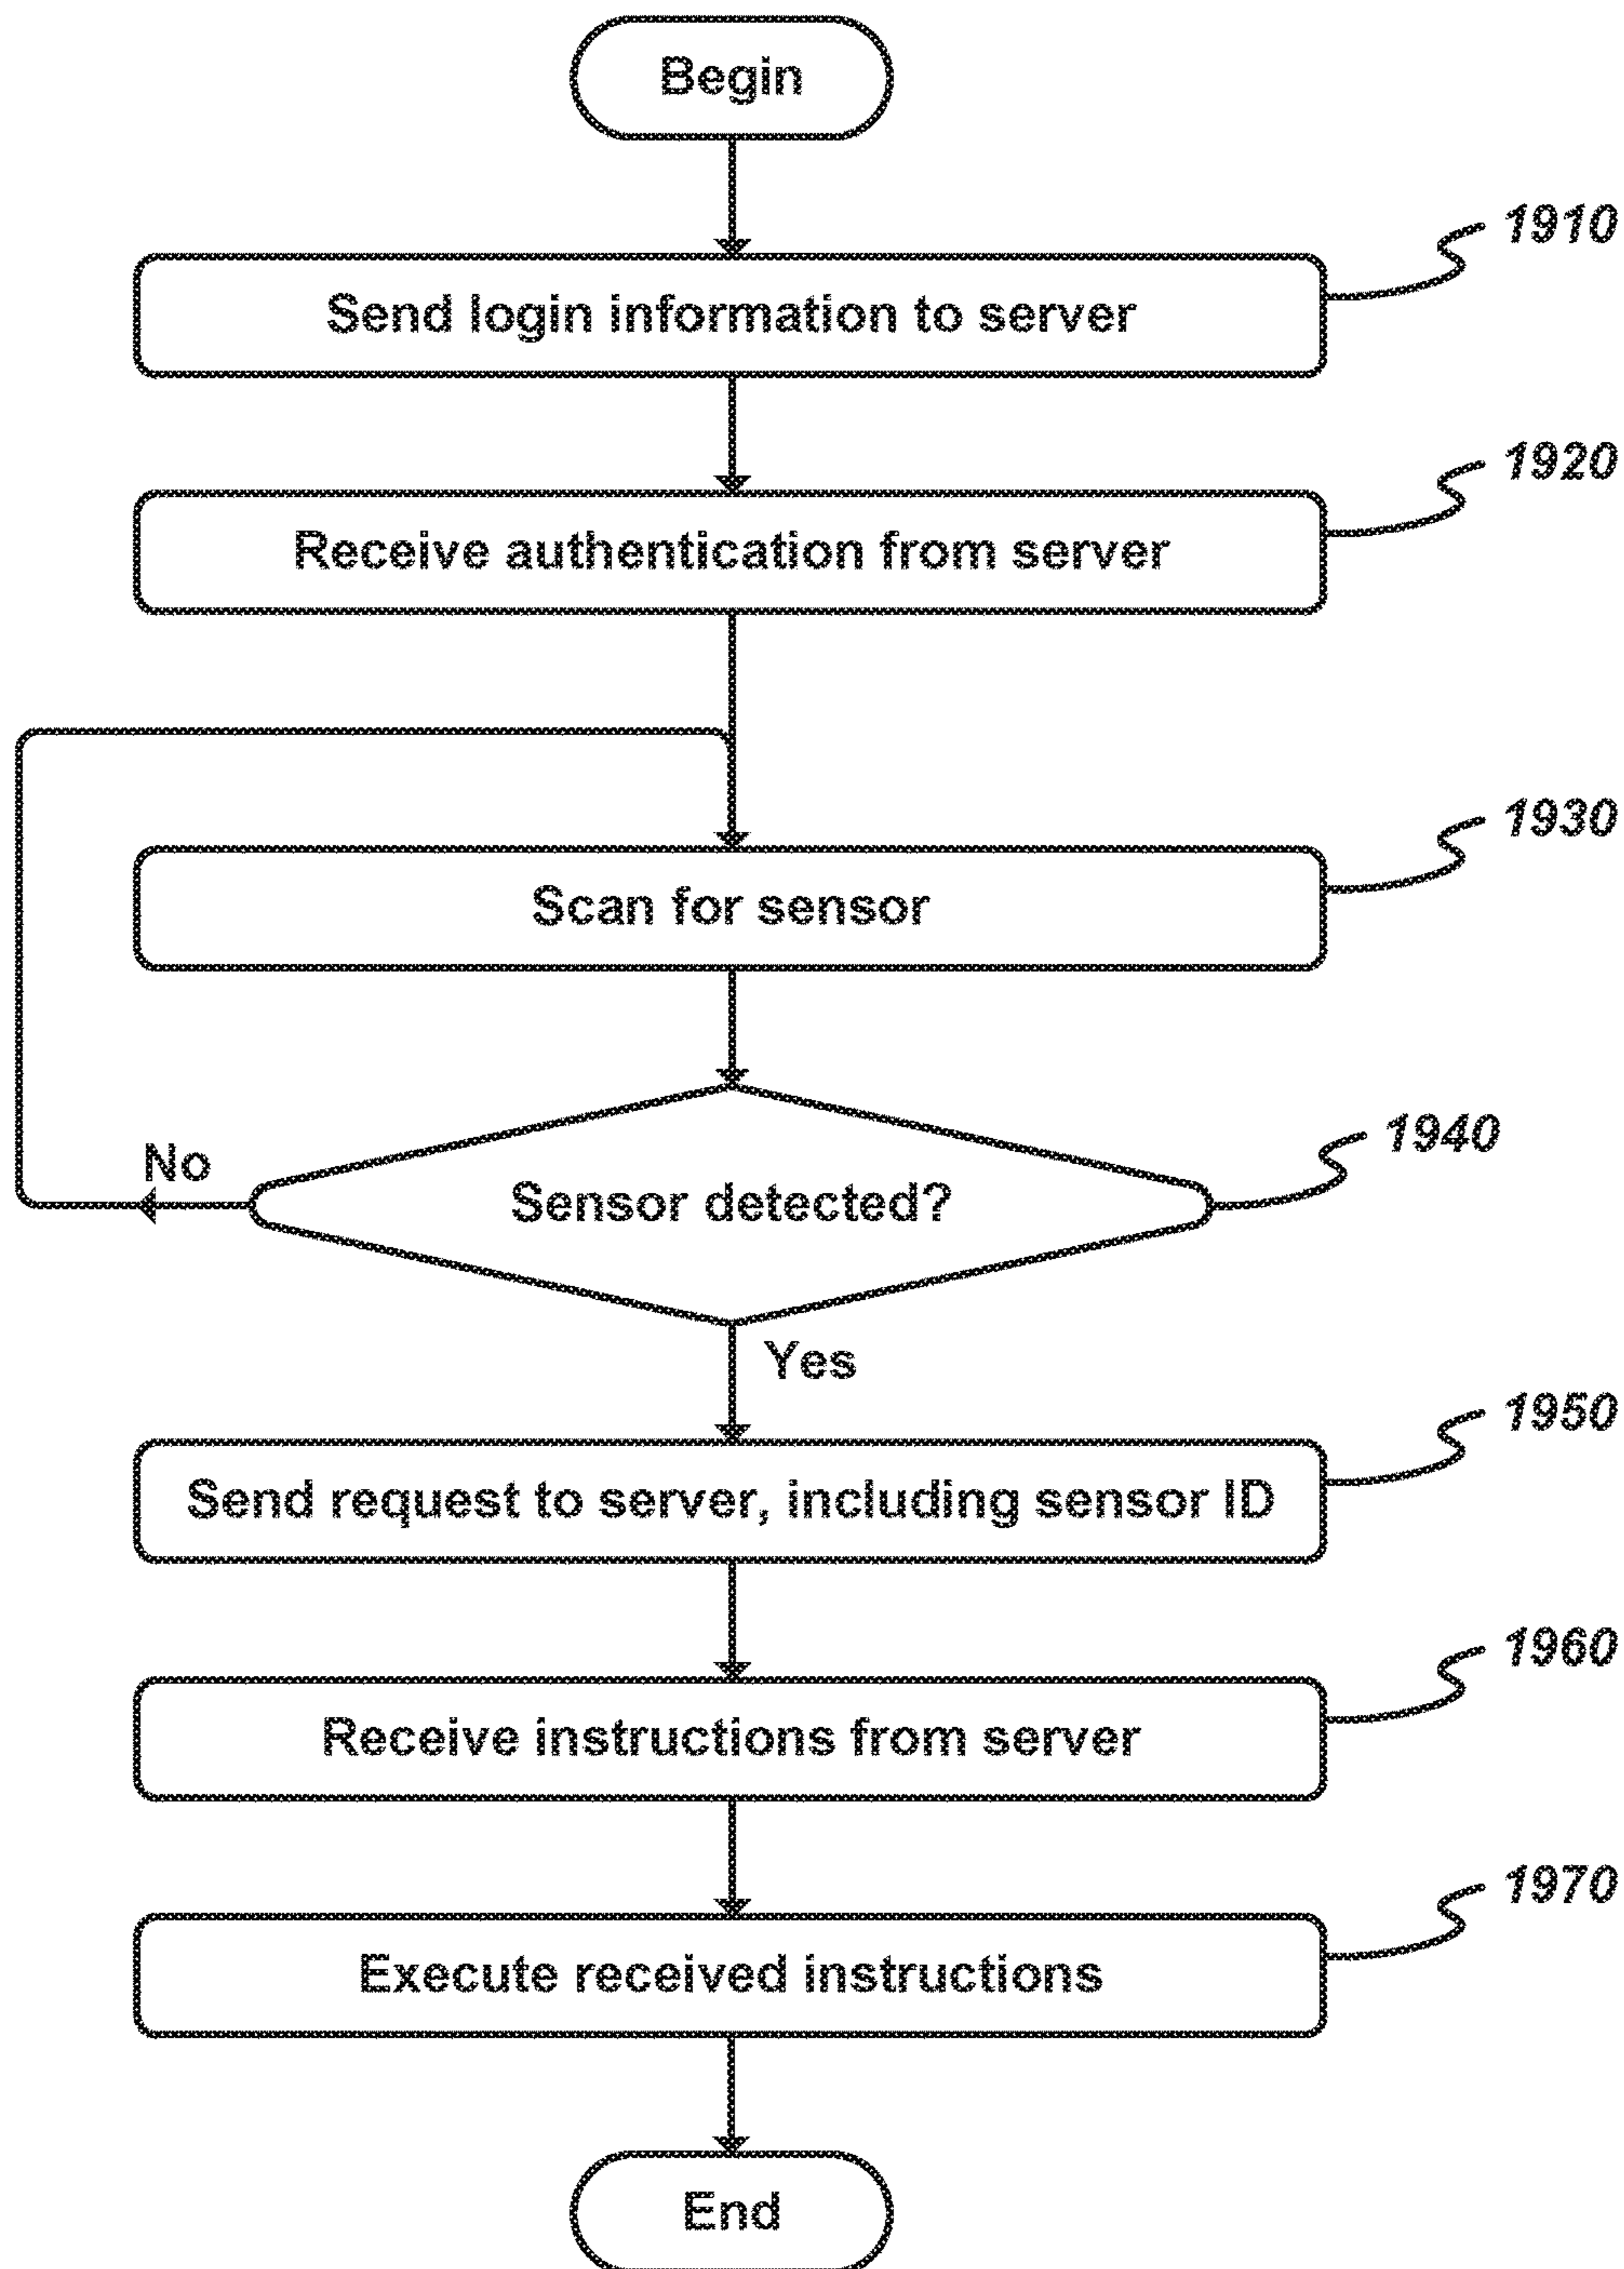 Begin
1910
Send login information to server
1920
Receive authentication from server
1930
Scan for sensor
1940
No
Sensor detected?
Yes
1950
Send request to server, including sensor ID
1960
Receive instructions from server
1970
Execute received instructions
End